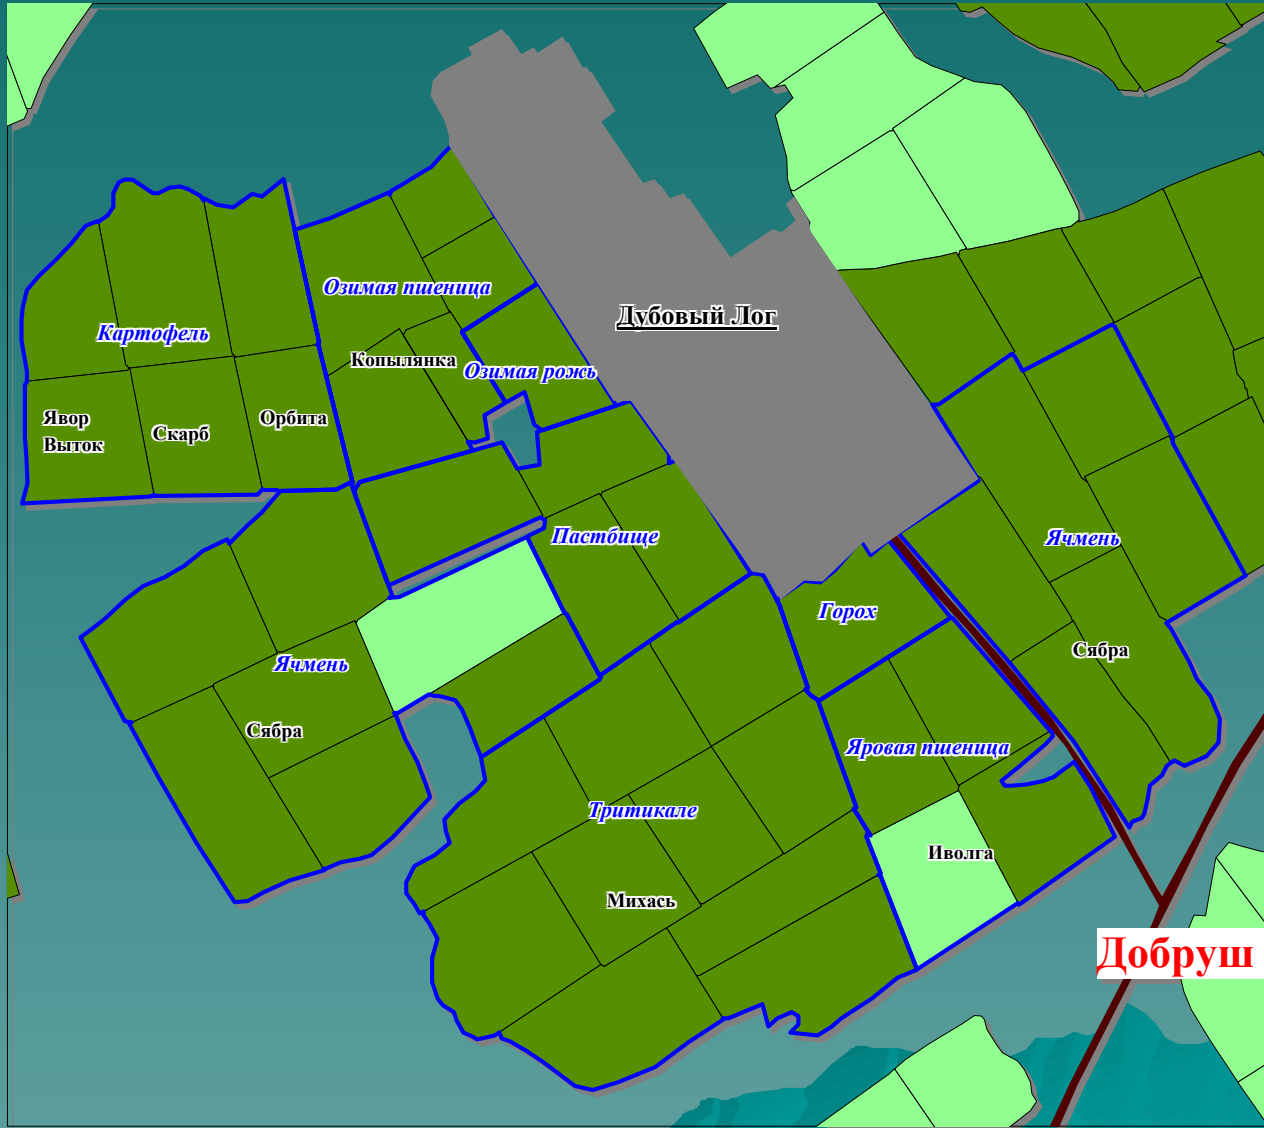 Озимая пшеница
Дубовый Лог
Картофель
Копылянка
Озимая рожь
Явор
Выток
Скарб
Орбита
Пастбище
Ячмень
Горох
Ячмень
Сябра
Сябра
Яровая пшеница
Тритикале
Иволга
Михась
Добруш